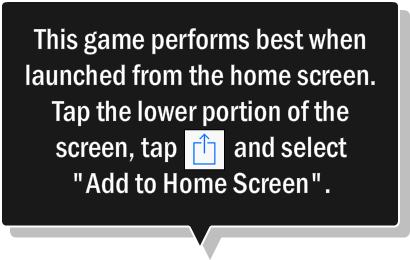 This game performs best when
launched from the home screen.
Tap the lower portion of the
screen, tap and select
"Add to Home Screen".